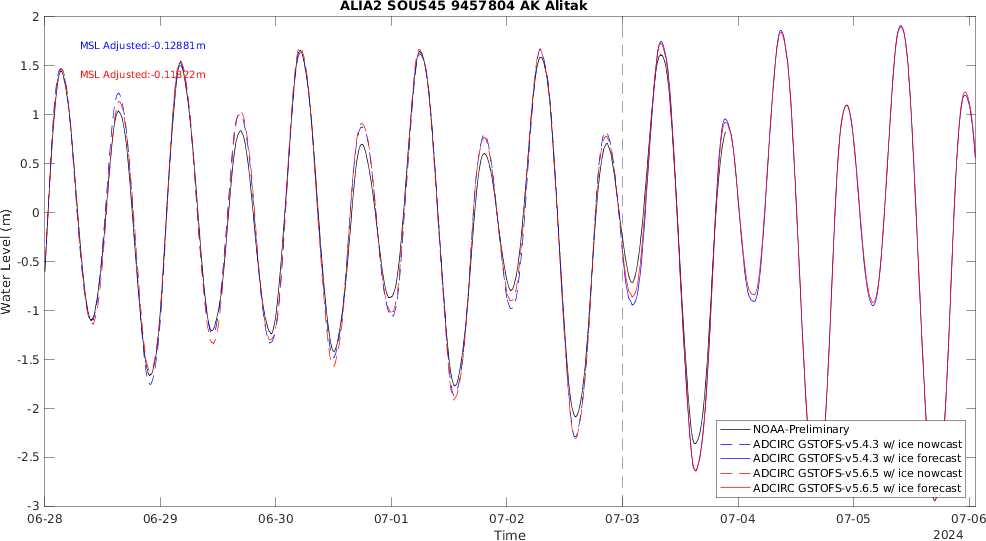 ALIA2 SOUS45 9457804 AK Alitak
MSL Adjusted:-0.12881m
MSL Adjusted:-0.11822m
Water Level (m)
2
1.5
1
0.5
0
-0.5
-1
-1.5
-2
-2.5
-3
NOAA-Preliminary
ADCIRC GSTOFS-v5.4.3 w/ ice nowcast
ADCIRC GSTOFS-v5.4.3 w/ ice forecast
ADCIRC GSTOFS-v5.6.5 w/ ice nowcast
ADCIRC GSTOFS-v5.6.5 w/ ice forecast
06-28 06-29 06-30 07-01 07-02 07-03 07-04 07-05 07-06
Time
2024